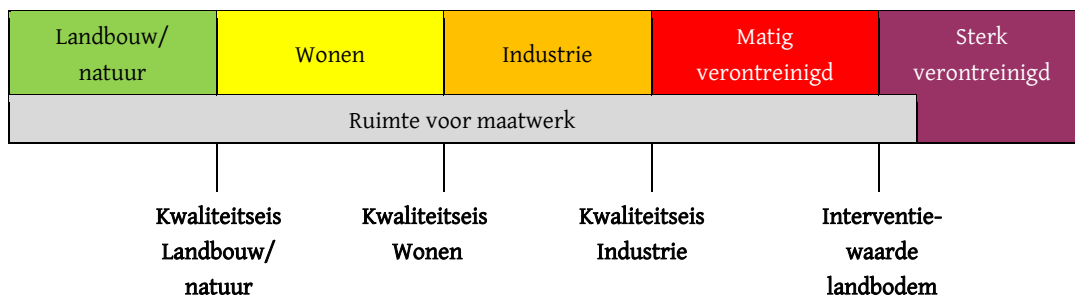 Landbouw/
natuur
Wonen
Industrie
Matig
verontreinigd
Sterk
verontreinigd
Ruimte voor maatwerk
Kwaliteitseis
Landbouw/
natuur
Kwaliteitseis
Wonen
Kwaliteitseis
Industrie
Interventie-
waarde
landbodem